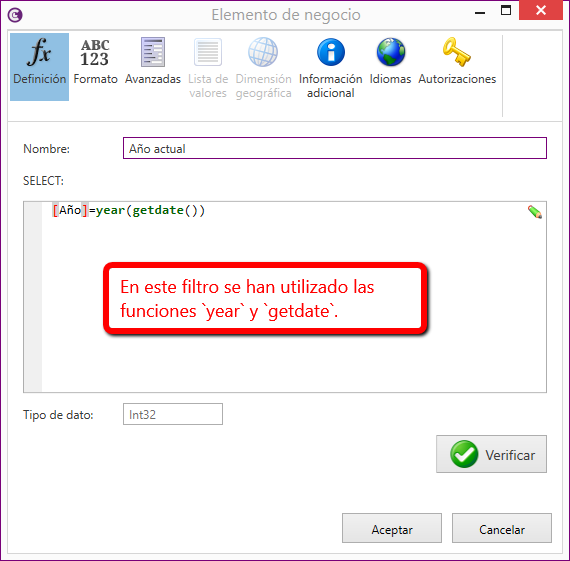 Elemento de negocio
fx
ABC
123
Definición Formato Avanzadas Lista de valores Dimensión geográfica Información adicional Idiomas Autorizaciones
Nombre: Año actual
SELECT:
[Año]=year(getdate())
En este filtro se han utilizado las
funciones `year` y `getdate`.
Tipo de dato: Int32
Verificar
Aceptar Cancelar